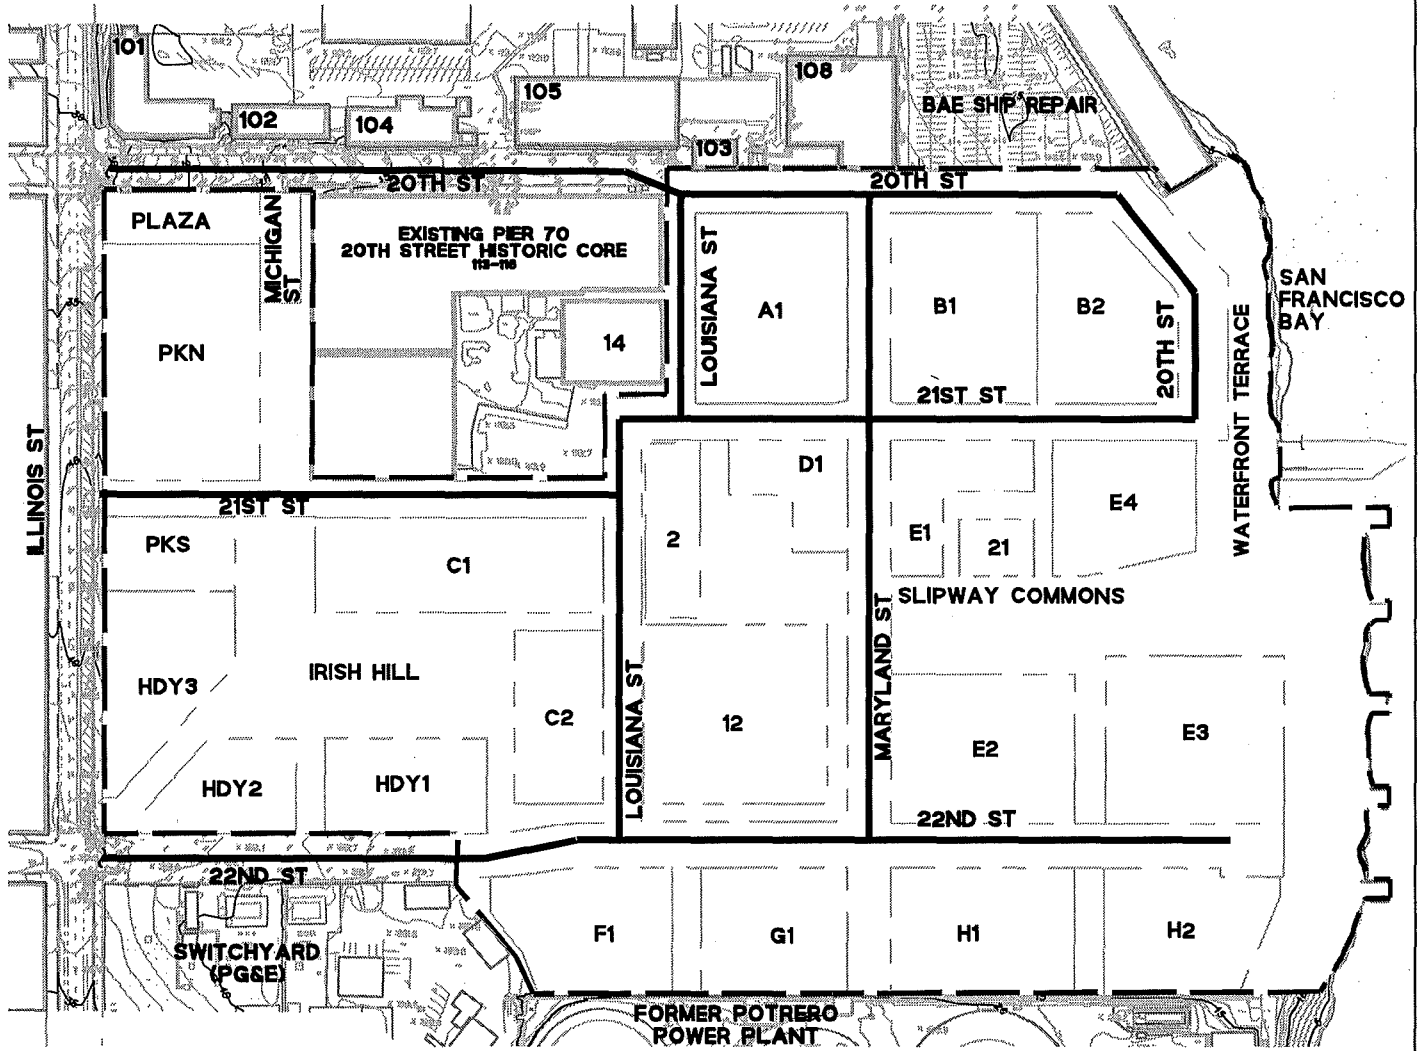 101
102
104
105
103
108
BAE SHIP REPAIR
20TH ST
20TH ST
PLAZA
MICHIGAN
ST
EXISTING PIER 70
20TH STREET HISTORIC CORE
113-116
LOUISIANA ST
A1
B1
B2
20TH ST
WATERFRONT TERRACE
SAN
FRANCISCO
BAY
PKN
14
21ST ST
ILLINOIS ST
21ST ST
D1
E4
PKS
C1
2
E1
21
SLIPWAY COMMONS
IRISH HILL
HDY3
LOUISIANA ST
MARYLAND ST
C2
12
E2
E3
HDY2
HDY1
22ND ST
22ND ST
SWITCHYARD
(PG&E)
F1
G1
H1
H2
FORMER POTRERO
POWER PLANT